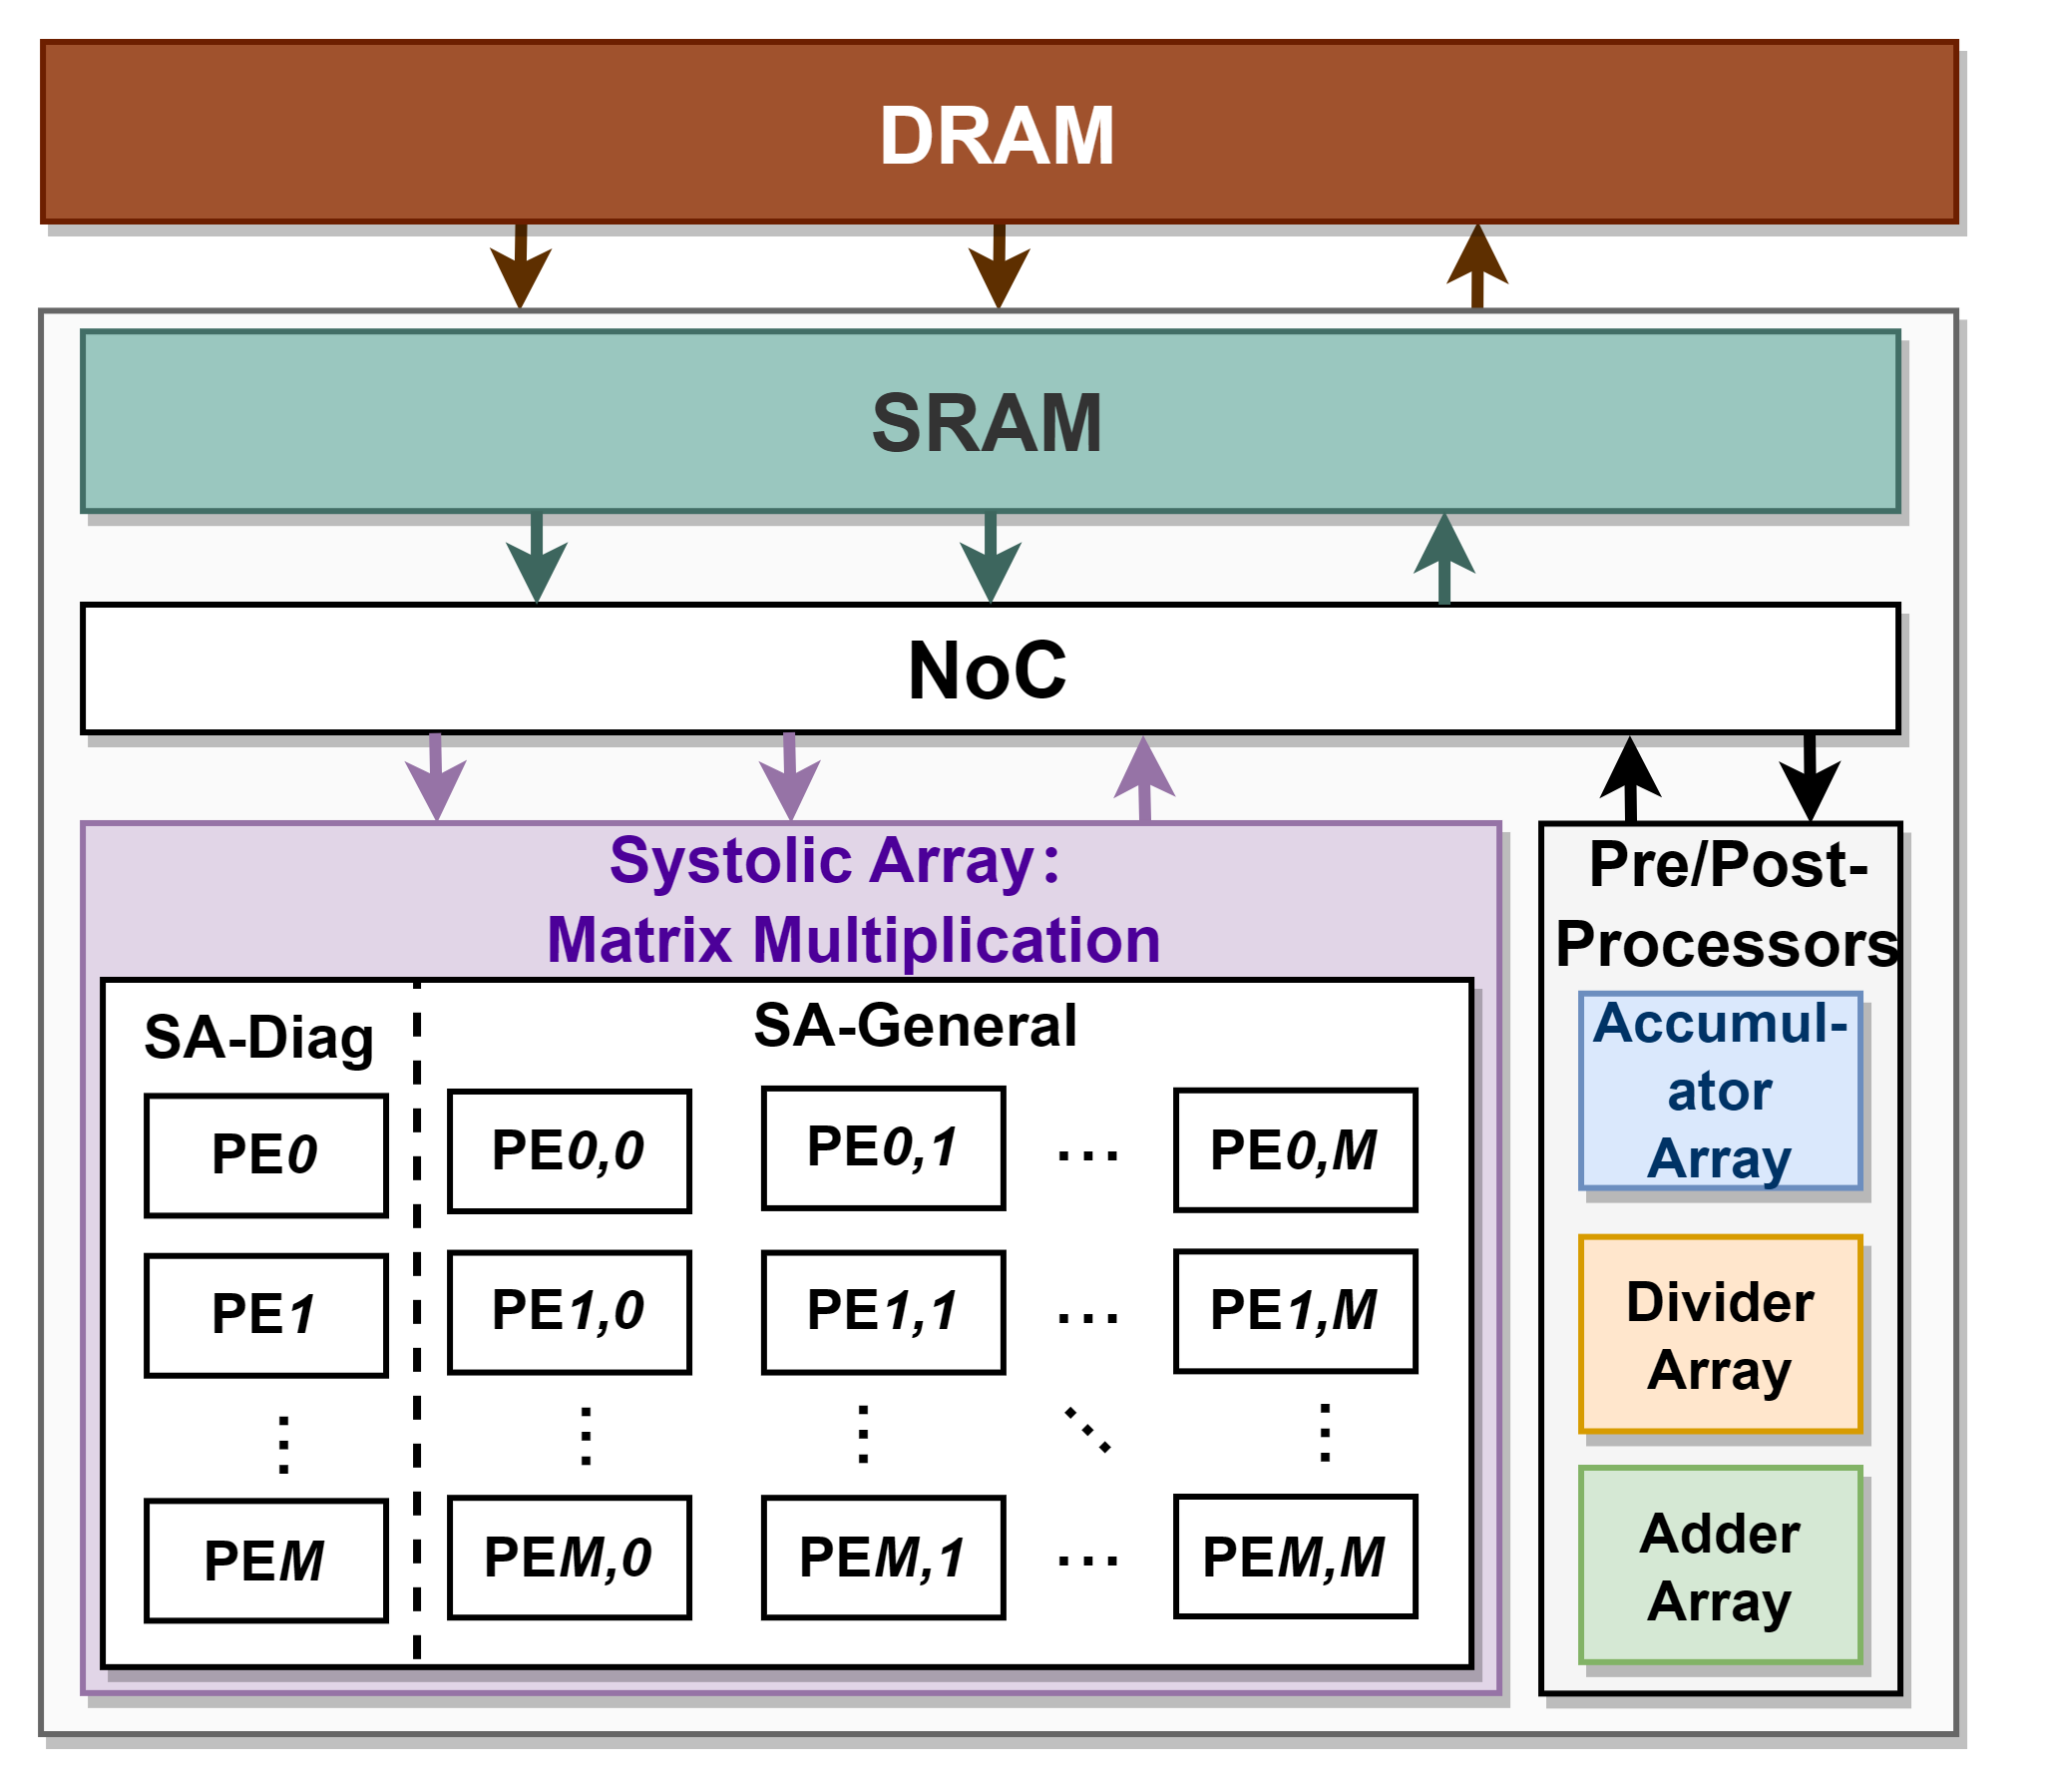 DRAM
SRAM
NoC
Systolic Array:
Matrix Multiplication
SA-Diag
SA-General
PE0
PE0,0
PE0,1
...
PE0,M
PE1
PE1,0
PE1,1
...
PE1,M
PEM
PEM,0
PEM,1
...
PEM,M
Pre/Post-
Processors
Accumul-
ator
Array
Divider
Array
Adder
Array